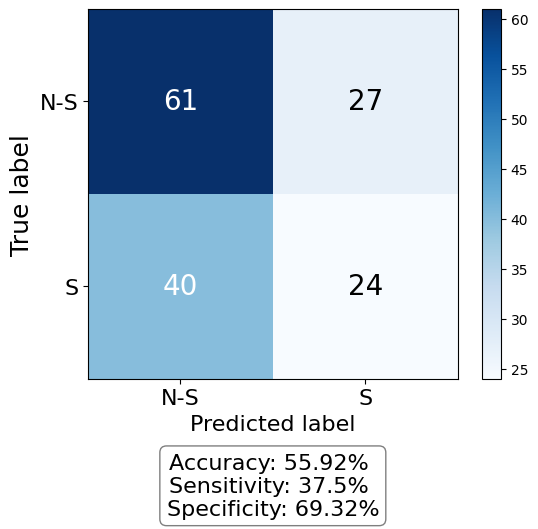 True label
N-S
61
27
S
40
24
N-S
S
Predicted label
60
55
50
45
40
35
30
25
Accuracy: 55.92%
Sensitivity: 37.5%
Specificity: 69.32%